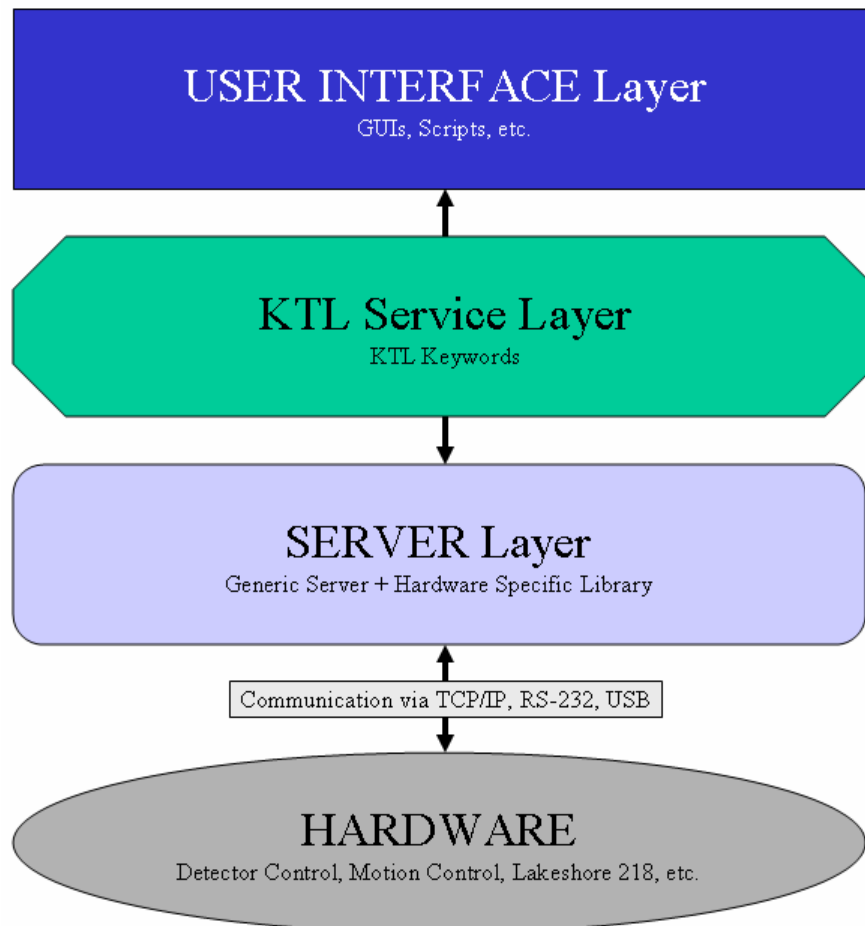 USER INTERFACE Layer
GUIs, Scripts, etc.
KTL Service Layer
KTL Keywords
SERVER Layer
Generic Server + Hardware Specific Library
Communication via TCP/IP, RS-232, USB
HARDWARE
Detector Control, Motion Control, Lakeshore 218, etc.